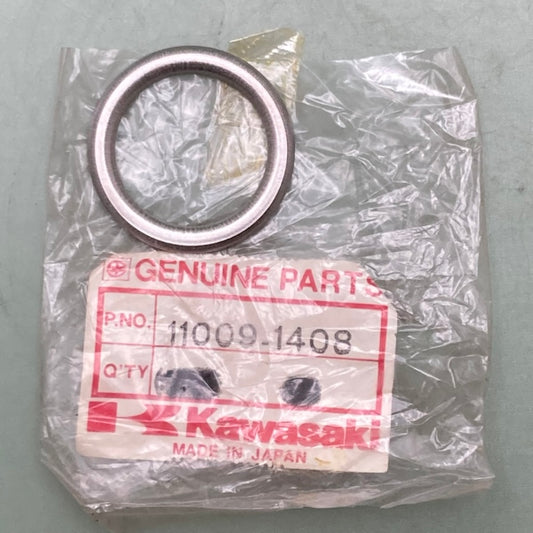 GENUINE PARTS
P.NO. 11009-1408
Q'TY
Kawasaki
MADE IN JAPAN